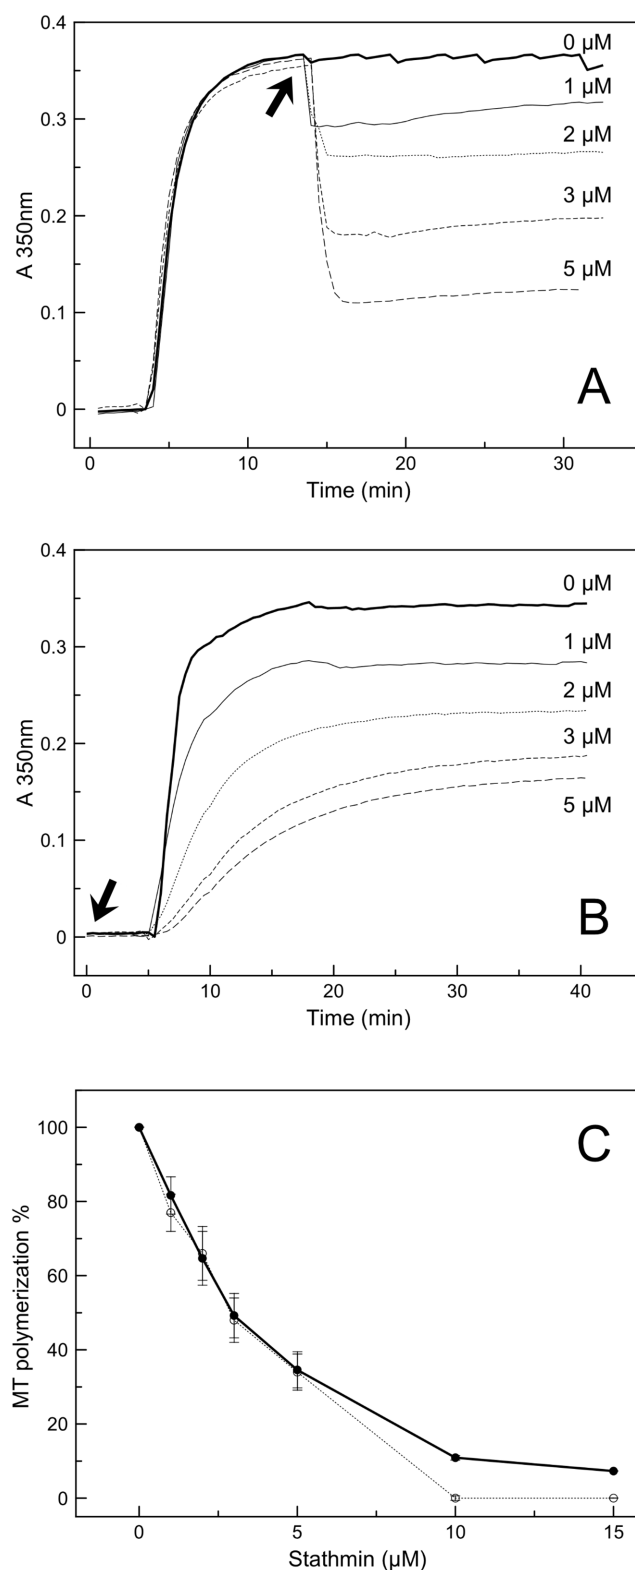 0.4
0 µM
1 µM
0.3
2 µM
A 350nm
0.2
3 µM
5 µM
0.1
A
0
0
10
20
30
Time (min)
0.4
0 µM
0.3
1 µM
2 µM
A 350nm
0.2
3 µM
5 µM
0.1
B
0
0
10
20
30
40
Time (min)
100
C
80
MT polymerization %
60
40
20
0
0
5
10
15
Stathmin (µM)